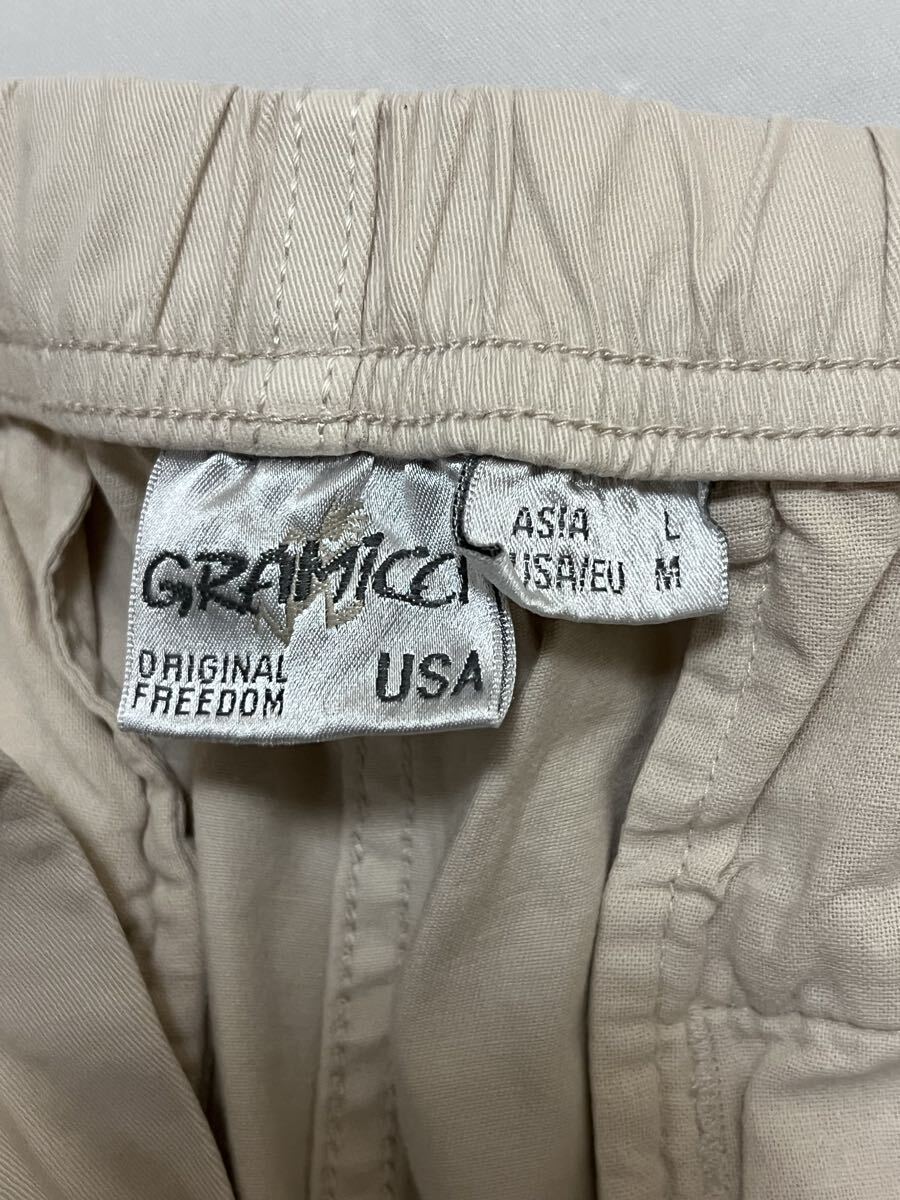 GRAMICCI
ORIGINAL
FREEDOM
USA
ASIA L
USA/EU M